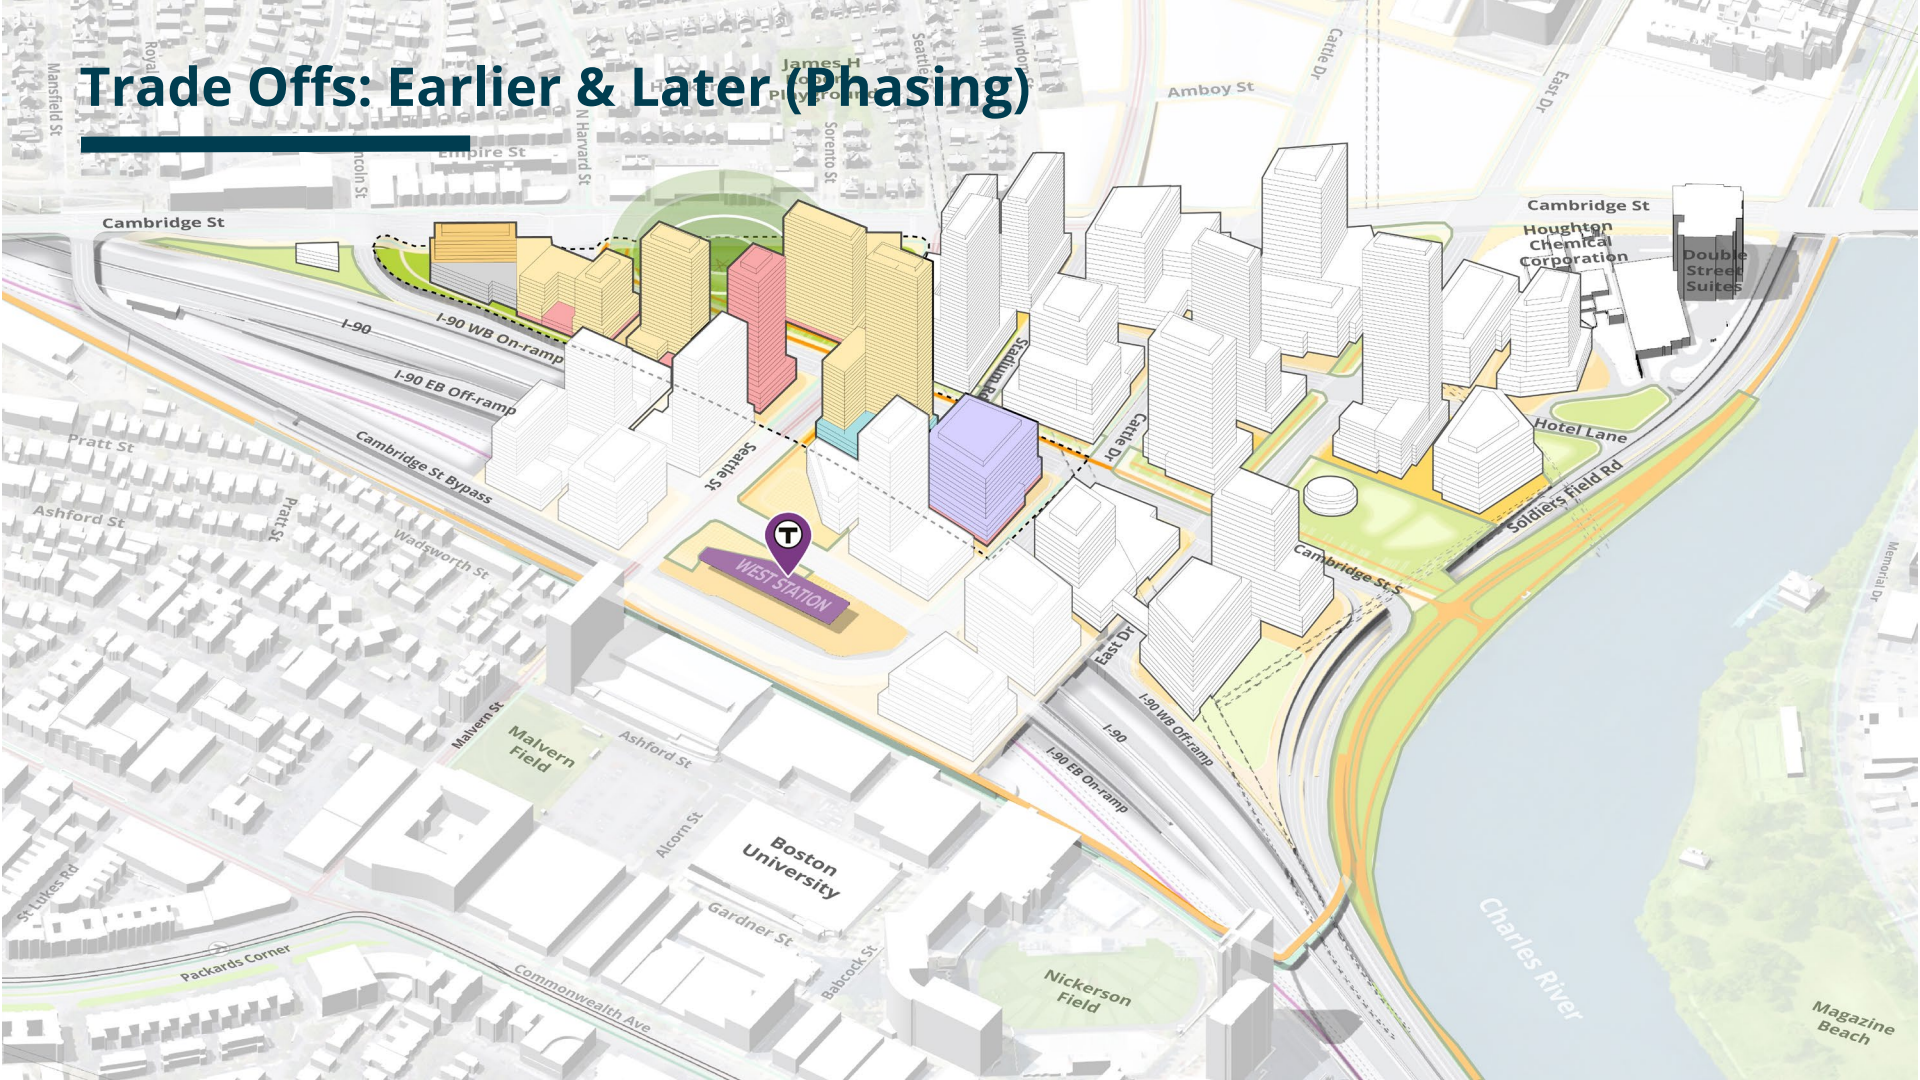 Trade Offs: Earlier & Later (Phasing)
Mansfield St
N Harvard St
Empire St
James H
Playground
Sorento St
Cattle Dr
East Dr
Amboy St
Cambridge St
Cambridge St
Houghton
Chemical
Corporation
Double
Street
Suites
I-90
I-90 WB On-ramp
I-90 EB Off-ramp
Cambridge St Bypass
Stadium Rd
Cattle Dr
Seattle St
Hotel Lane
Soldiers Field Rd
Cambridge St S
Memorial Dr
Pratt St
Ashford St
Pratt St
Wadsworth St
T
WEST STATION
East Dr
I-90 WB Off-ramp
I-90
I-90 EB On-ramp
Malvern St
Malvern
Field
Ashford St
Alcorn St
Boston
University
St Lukes Rd
Gardner St
Babcock St
Packards Corner
Commonwealth Ave
Nickerson
Field
Charles River
Magazine
Beach